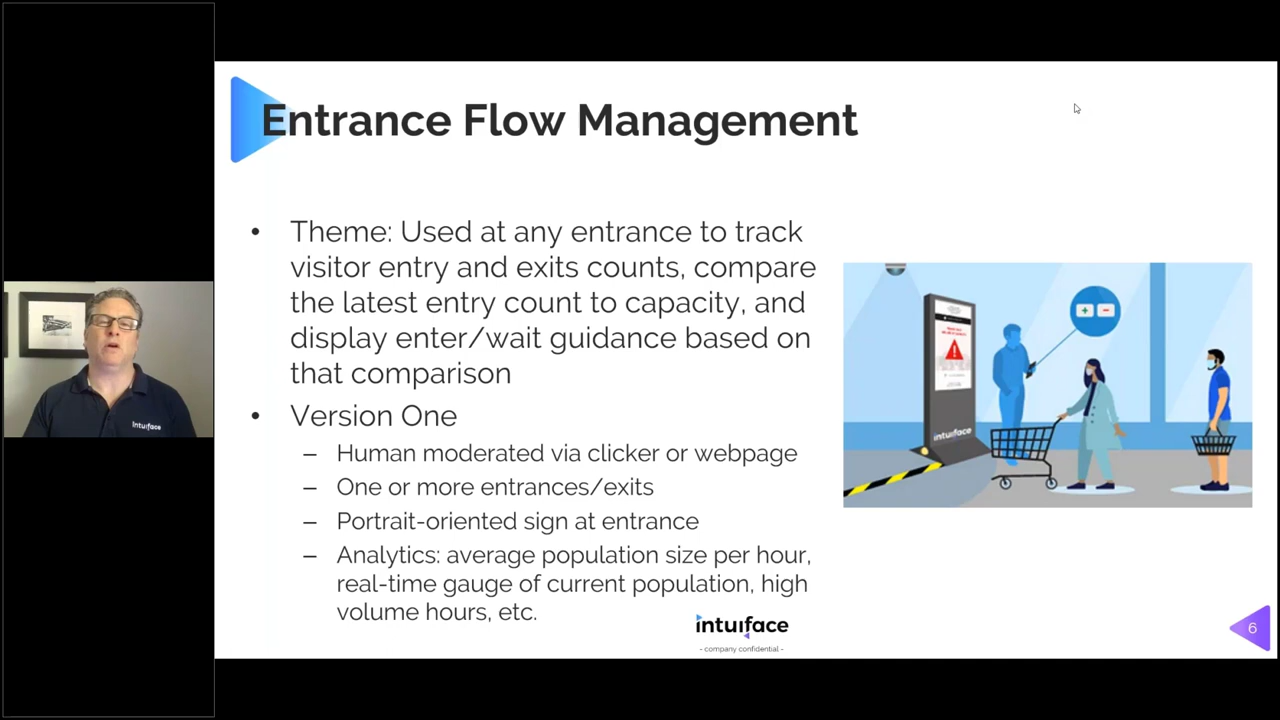 Entrance Flow Management
• Theme: Used at any entrance to track
visitor entry and exits counts, compare
the latest entry count to capacity, and
display enter/wait guidance based on
that comparison
• Version One
– Human moderated via clicker or webpage
– One or more entrances/exits
– Portrait-oriented sign at entrance
– Analytics: average population size per hour,
real-time gauge of current population, high
volume hours, etc.
intuıface
- company confidential -
6
intuıface
Intuıface